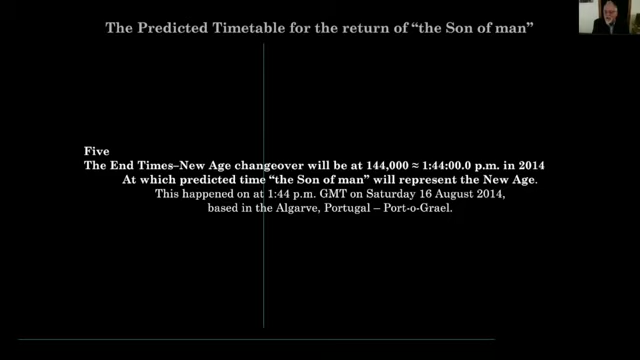 The Predicted Timetable for the return of “the Son of man”
Five
The End Times–New Age changeover will be at 144,000 ≈ 1:44:00.0 p.m. in 2014
At which predicted time “the Son of man” will represent the New Age.
This happened on at 1:44 p.m. GMT on Saturday 16 August 2014,
based in the Algarve, Portugal – Port-o-Grael.